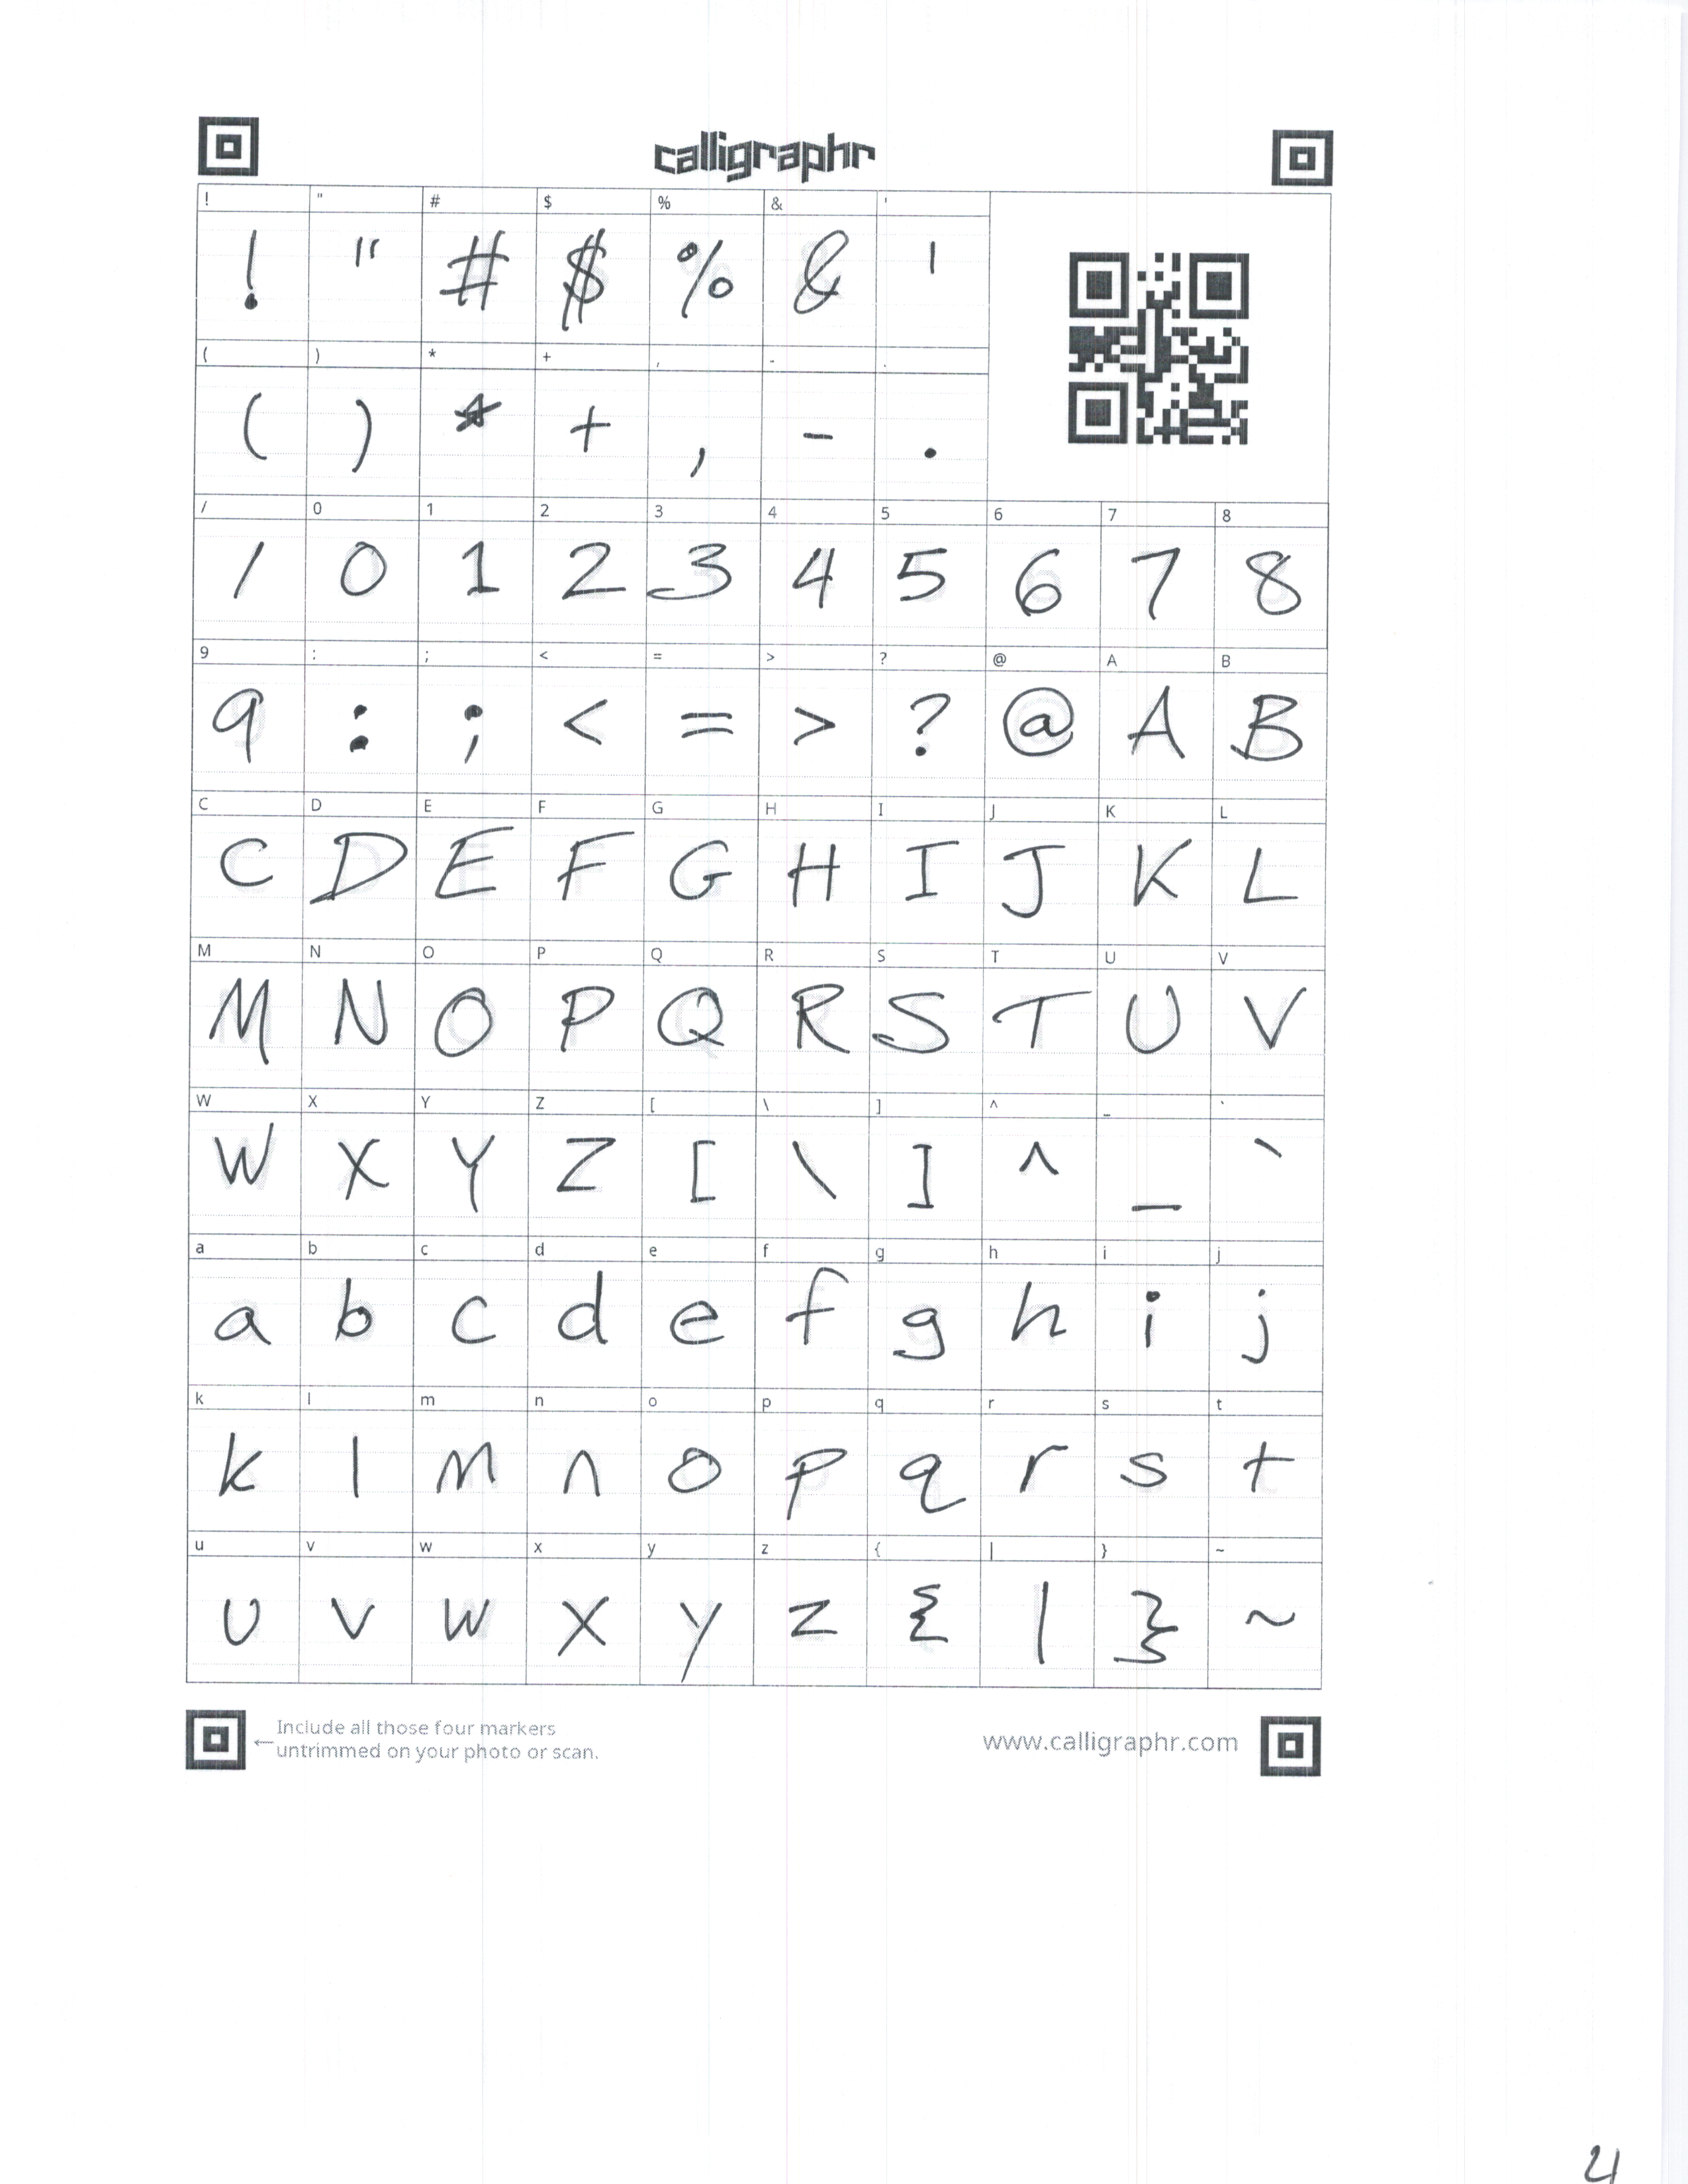 calligraphr
! " # $ % & '
! " # $ % & '
( ) * + , - .
( ) * + , - .
/ 0 1 2 3 4 5 6 7 8
/ 0 1 2 3 4 5 6 7 8
9 : ; < = > ? @ A B
9 : ; < = > ? @ A B
C D E F G H I J K L
C D E F G H I J K L
M N O P Q R S T U V
M N O P Q R S T U V
W X Y Z [ \ ] ^ _ `
W X Y Z [ \ ] ^ _ `
a b c d e f g h i j
a b c d e f g h i j
k l m n o p q r s t
k l m n o p q r s t
u v w x y z { | } ~
u v w x y z { | } ~
←Include all those four markers
untrimmed on your photo or scan.
www.calligraphr.com